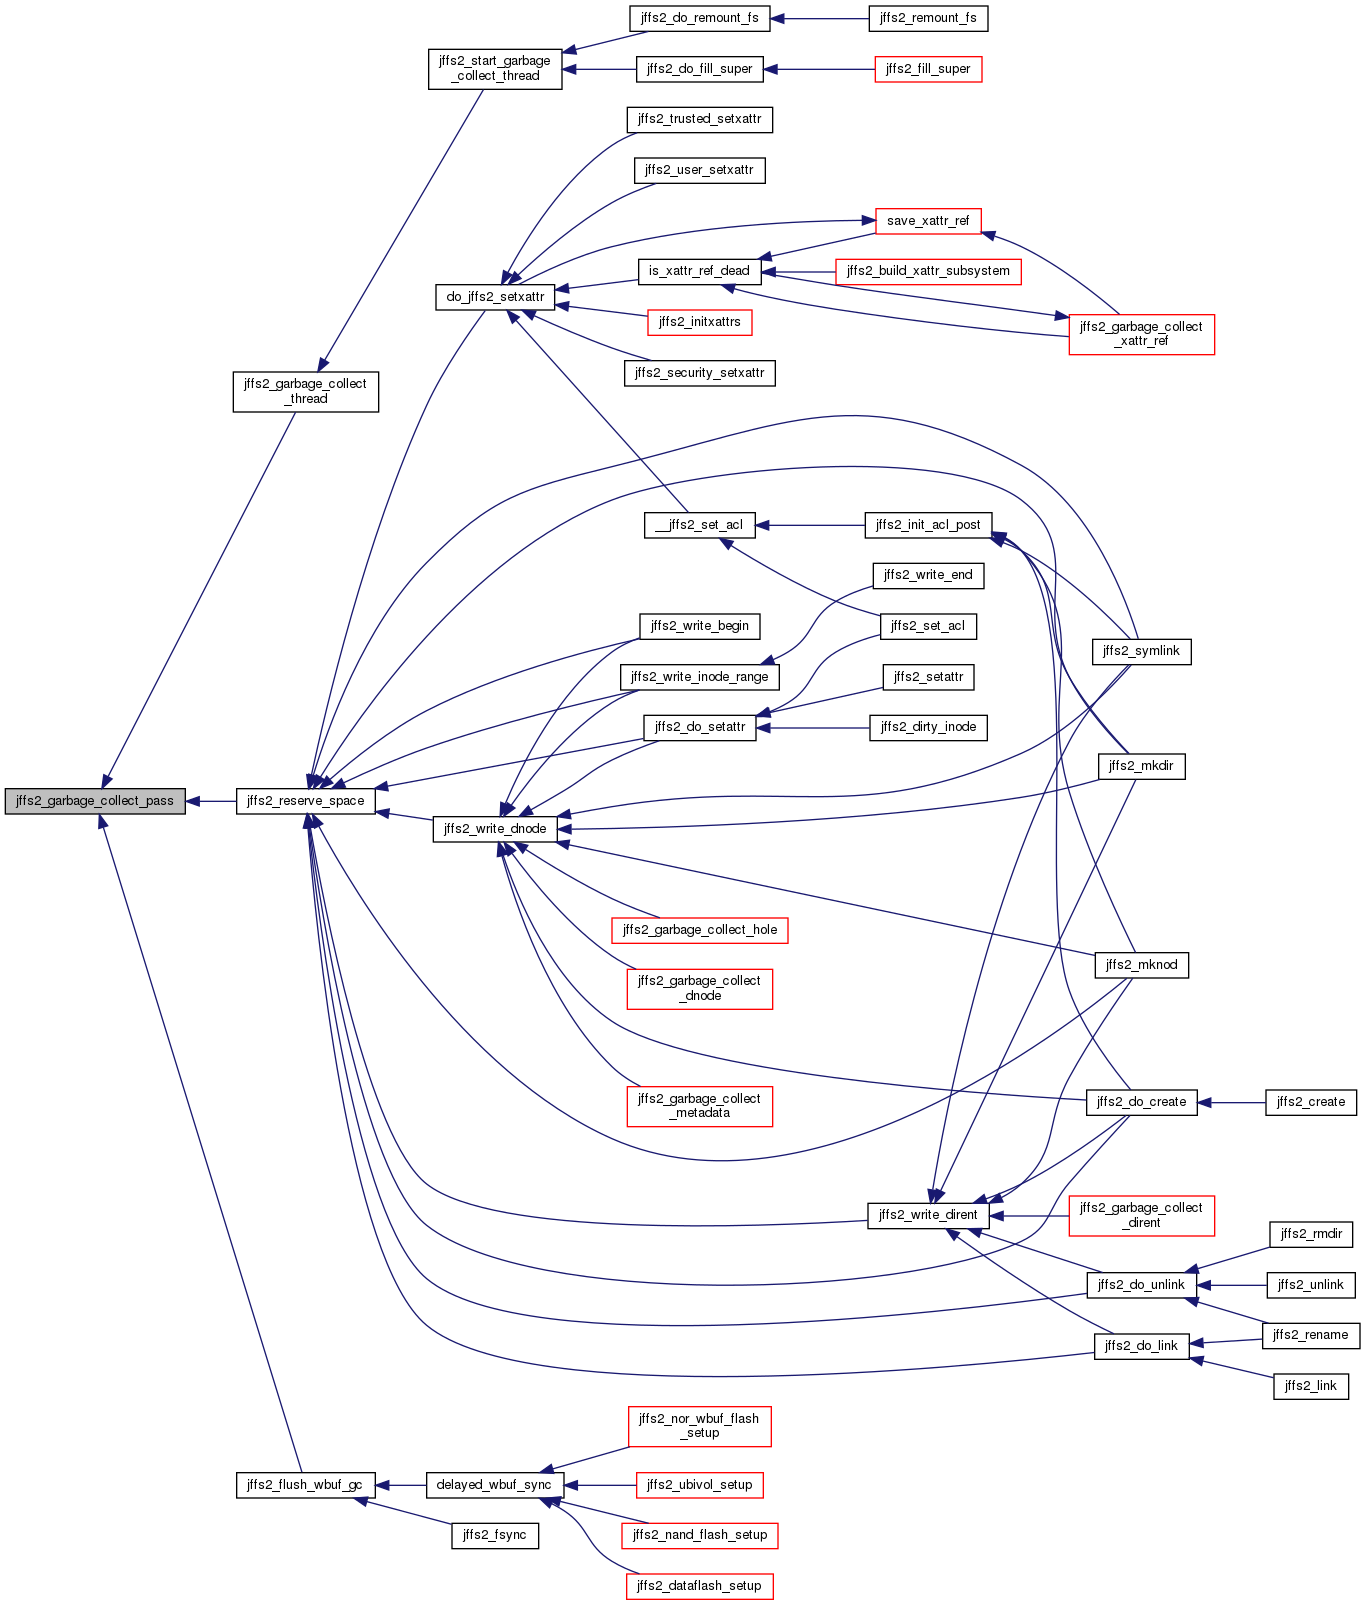 jffs2_do_remount_fs
jffs2_remount_fs
jffs2_start_garbage
_collect_thread
jffs2_do_fill_super
jffs2_fill_super
jffs2_trusted_setxattr
jffs2_user_setxattr
save_xattr_ref
is_xattr_ref_dead
jffs2_build_xattr_subsystem
do_jffs2_setxattr
jffs2_initxattrs
jffs2_garbage_collect
_xattr_ref
jffs2_security_setxattr
jffs2_garbage_collect
_thread
__jffs2_set_acl
jffs2_init_acl_post
jffs2_write_end
jffs2_write_begin
jffs2_set_acl
jffs2_symlink
jffs2_write_inode_range
jffs2_setattr
jffs2_do_setattr
jffs2_dirty_inode
jffs2_mkdir
jffs2_garbage_collect_pass
jffs2_reserve_space
jffs2_write_dnode
jffs2_garbage_collect_hole
jffs2_mknod
jffs2_garbage_collect
_dnode
jffs2_garbage_collect
_metadata
jffs2_do_create
jffs2_create
jffs2_write_dirent
jffs2_garbage_collect
_dirent
jffs2_rmdir
jffs2_do_unlink
jffs2_unlink
jffs2_rename
jffs2_do_link
jffs2_link
jffs2_nor_wbuf_flash
_setup
jffs2_flush_wbuf_gc
delayed_wbuf_sync
jffs2_ubivol_setup
jffs2_fsync
jffs2_nand_flash_setup
jffs2_dataflash_setup